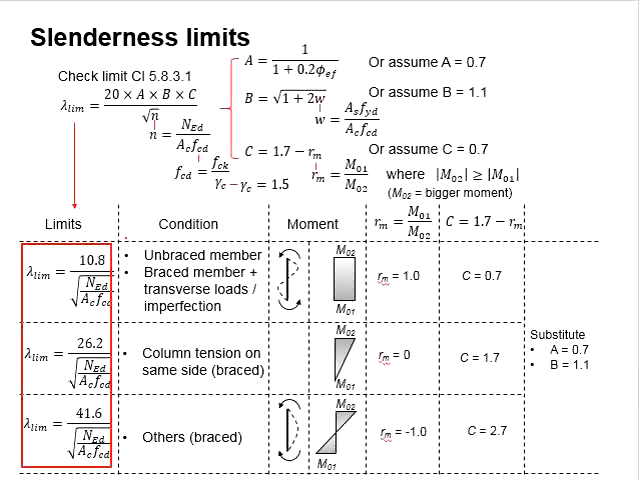 Slenderness limits
Check limit Cl 5.8.3.1
λlim = 20 × A × B × C / √n
n = NEd / Acfcd
fcd = fck / γc – γc = 1.5
A = 1 / 1 + 0.2ϕef
Or assume A = 0.7
B = √1 + 2w
Or assume B = 1.1
w = Asfyd / Acfcd
C = 1.7 − rm
Or assume C = 0.7
rm = M01 / M02
where |M02| ≥ |M01|
(M02 = bigger moment)
Limits Condition Moment rm = M01 / M02 C = 1.7 − rm
λlim = 10.8 / √NEd / Acfcd
• Unbraced member
• Braced member +
transverse loads /
imperfection
M02
M01
rm = 1.0
C = 0.7
λlim = 26.2 / √NEd / Acfcd
• Column tension on
same side (braced)
M02
M01
rm = 0
C = 1.7
λlim = 41.6 / √NEd / Acfcd
• Others (braced)
M02
M01
rm = -1.0
C = 2.7
Substitute
• A = 0.7
• B = 1.1